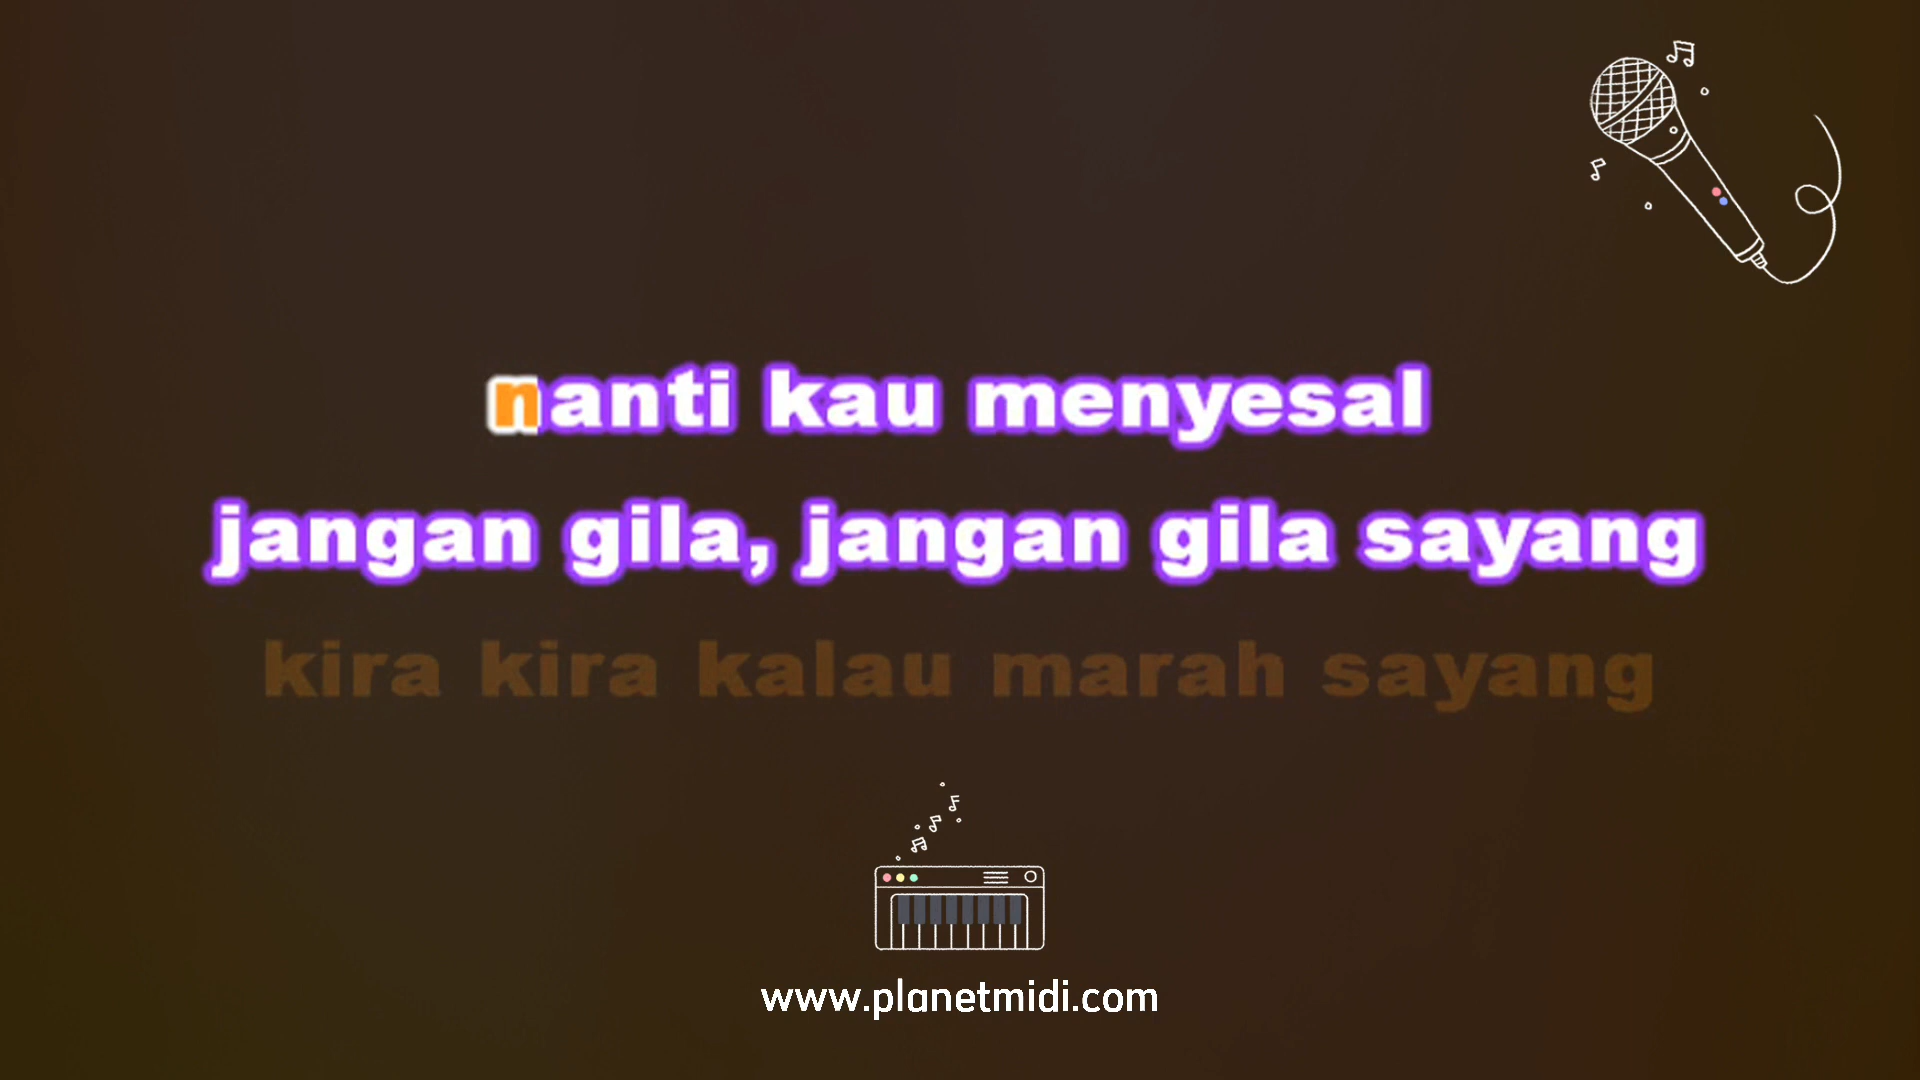 nanti kau menyesal
jangan gila, jangan gila sayang
kira kira kalau marah sayang
www.planetmidi.com